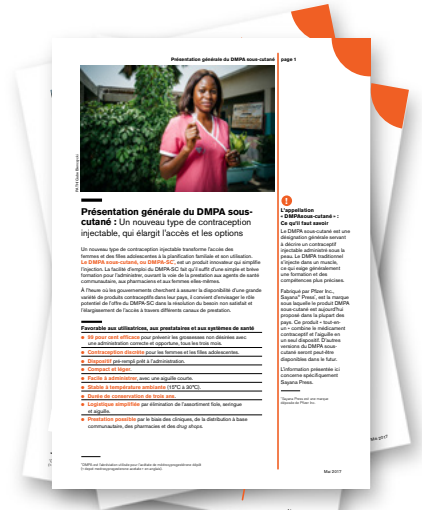 Présentation générale du DMPA sous-cutané page 1
Présentation générale du DMPA sous-
cutané : Un nouveau type de contraception
injectable, qui élargit l'accès et les options
Un nouveau type de contraception injectable transforme l'accès des
femmes et des filles adolescentes à la planification familiale et son utilisation.
Le DMPA sous-cutané, ou DMPA-SC, est un produit innovateur qui simplifie
l'injection. La facilité d'emploi du DMPA-SC fait qu'il suffit d'une simple et brève
formation pour l'administrer, ouvrant la voie de la prestation aux agents de santé
communautaire, aux pharmaciens et aux femmes elles-mêmes.
À l'heure où les gouvernements cherchent à assurer la disponibilité d'une grande
variété de produits contraceptifs dans leur pays, il convient d'envisager le rôle
potentiel de l'offre du DMPA-SC dans la résolution du besoin non satisfait et
l'élargissement de l'accès à travers différents canaux de prestation.
Favorable aux utilisatrices, aux prestataires et aux systèmes de santé
99 pour cent efficace pour prévenir les grossesses non désirées avec
une administration correcte et opportune, tous les trois mois.
Contraception discrète pour les femmes et les filles adolescentes.
Dispositif pré-rempli prêt à l'administration.
Compact et léger.
Facile à administrer, avec une aiguille courte.
Stable à température ambiante (15°C à 30°C).
Durée de conservation de trois ans.
Logistique simplifiée par élimination de l'assortiment fiole, seringue
et aiguille.
Prestation possible par le biais des cliniques, de la distribution à base
communautaire, des pharmacies et des drug shops.
L'appellation
« DMPAsous-cutané » :
Ce qu'il faut savoir
Le DMPA sous-cutané est une
désignation générale servant
à décrire un contraceptif
injectable administré sous la
peau. Le DMPA traditionnel
s'injecte dans un muscle,
ce qui exige généralement
une formation et des
compétences plus précises.
Fabriqué par Pfizer Inc.,
Sayana® Press, est la marque
sous laquelle le produit DMPA
sous-cutané est aujourd'hui
proposé dans la plupart des
pays. Ce produit « tout-en-
un » combine le médicament
contraceptif et l'aiguille en
un seul dispositif. D'autres
versions du DMPA sous-
cutané seront peut-être
disponibles dans le futur.
L'information présentée ici
concerne spécifiquement
Sayana Press.
Mai 2017
Mai 2017